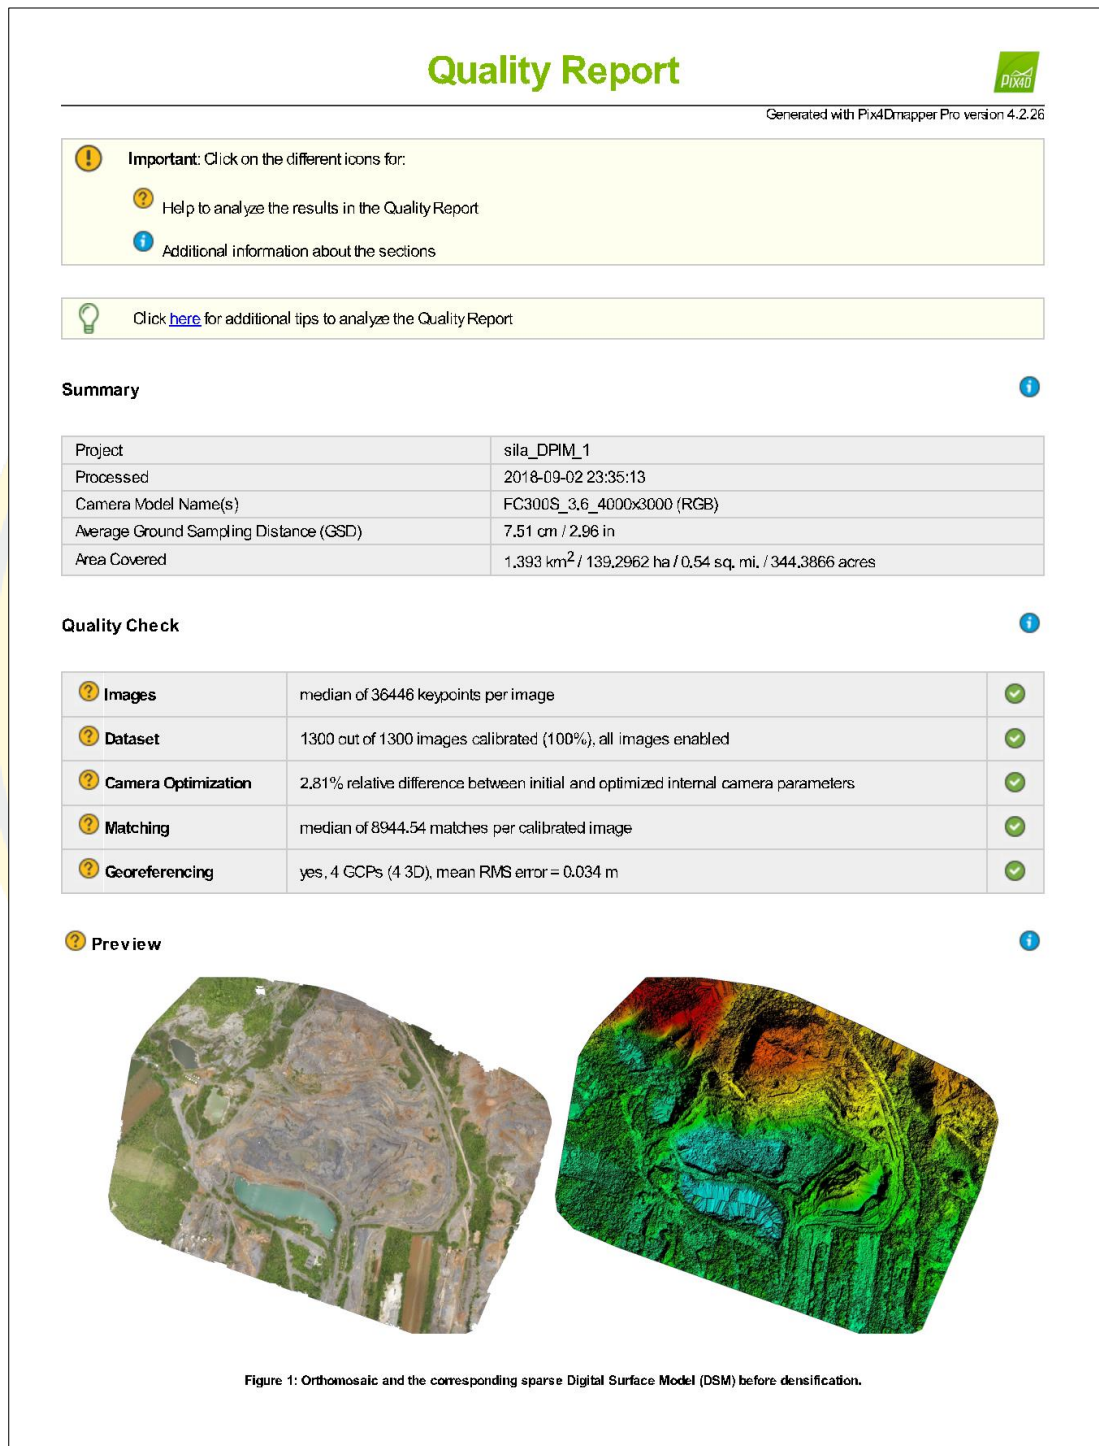 Quality Report
PIX4D
Generated with Pix4Dmapper Pro version 4.2.26
Important: Click on the different icons for:
Help to analyze the results in the Quality Report
Additional information about the sections
Click here for additional tips to analyze the Quality Report
Summary
Project sila_DPIM_1
Processed 2018-09-02 23:35:13
Camera Model Name(s) FC300S_3.6_4000x3000 (RGB)
Average Ground Sampling Distance (GSD) 7.51 cm / 2.96 in
Area Covered 1.393 km2 / 139.2962 ha / 0.54 sq. mi. / 344.3866 acres
Quality Check
Images median of 36446 keypoints per image
Dataset 1300 out of 1300 images calibrated (100%), all images enabled
Camera Optimization 2.81% relative difference between initial and optimized internal camera parameters
Matching median of 8944.54 matches per calibrated image
Georeferencing yes, 4 GCPs (4 3D), mean RMS error = 0.034 m
Preview
Figure 1: Orthomosaic and the corresponding sparse Digital Surface Model (DSM) before densification.